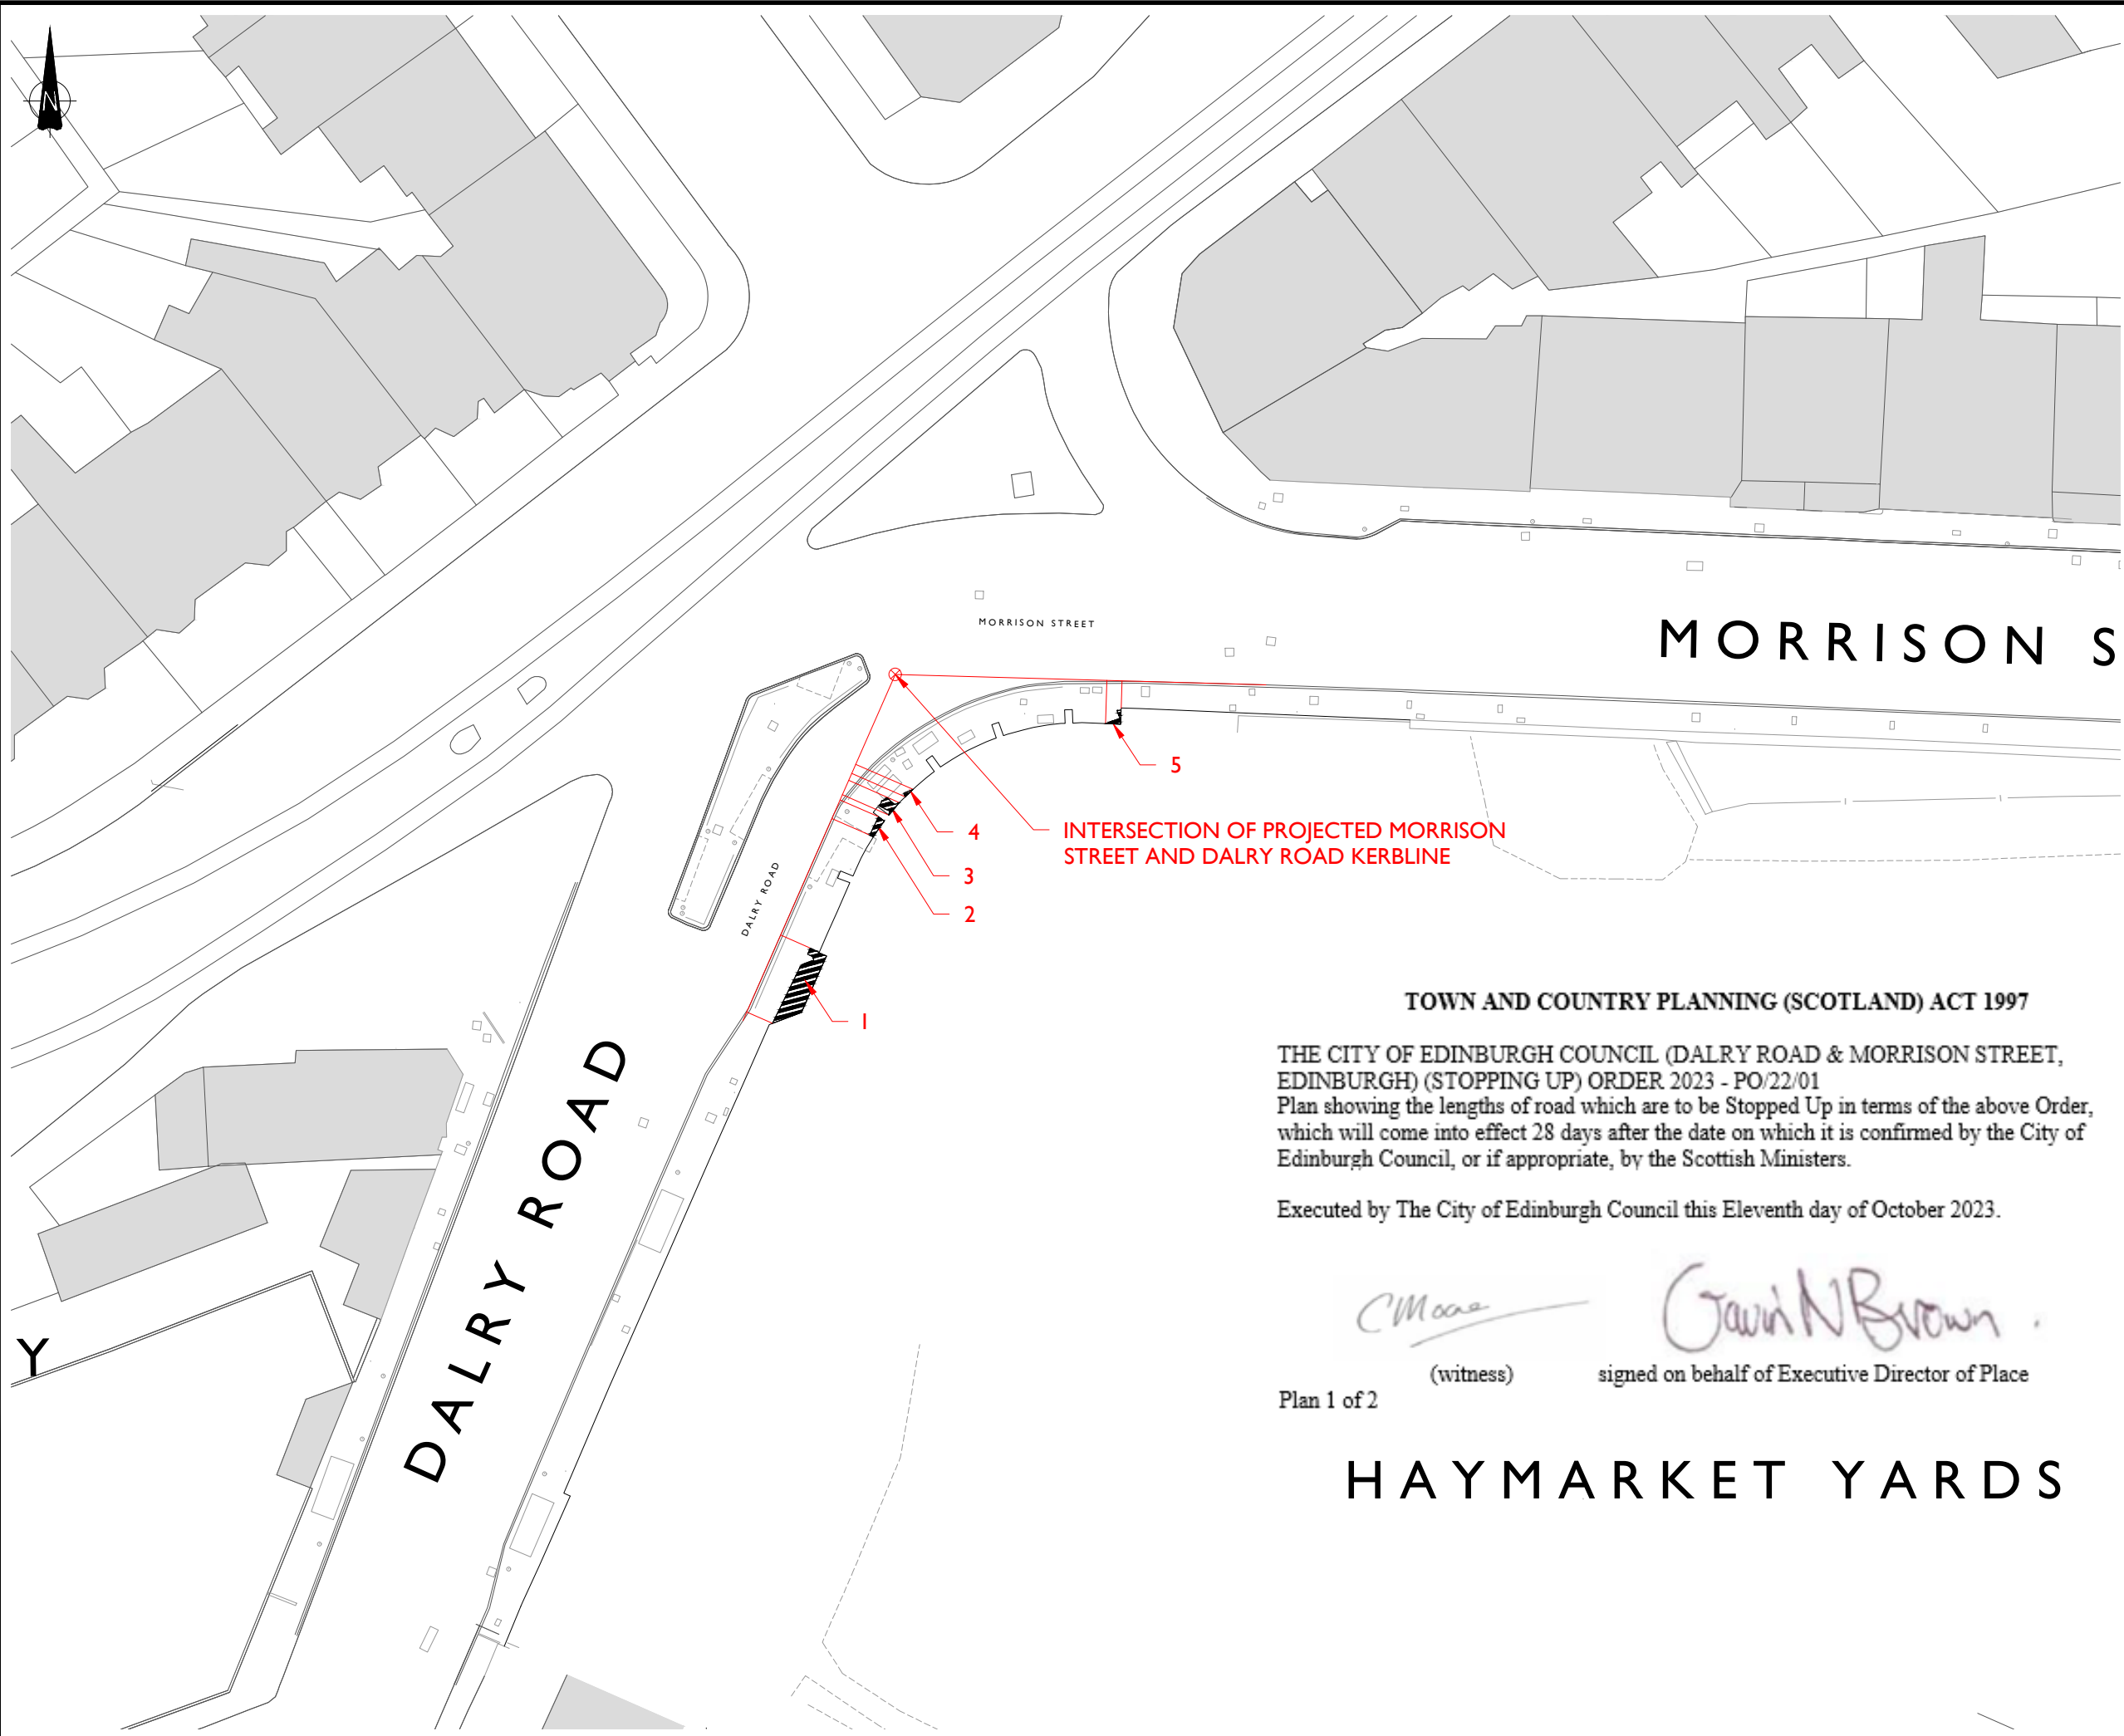 N
MORRISON STREET
MORRISON S
5
4
INTERSECTION OF PROJECTED MORRISON
STREET AND DALRY ROAD KERBLINE
3
2
DALRY ROAD
1
TOWN AND COUNTRY PLANNING (SCOTLAND) ACT 1997
THE CITY OF EDINBURGH COUNCIL (DALRY ROAD & MORRISON STREET,
EDINBURGH) (STOPPING UP) ORDER 2023 - PO/22/01
Plan showing the lengths of road which are to be Stopped Up in terms of the above Order,
which will come into effect 28 days after the date on which it is confirmed by the City of
Edinburgh Council, or if appropriate, by the Scottish Ministers.
Executed by The City of Edinburgh Council this Eleventh day of October 2023.
DALRY ROAD
Y
C Moore
Gavin N Brown.
(witness)
signed on behalf of Executive Director of Place
Plan 1 of 2
HAYMARKET YARDS